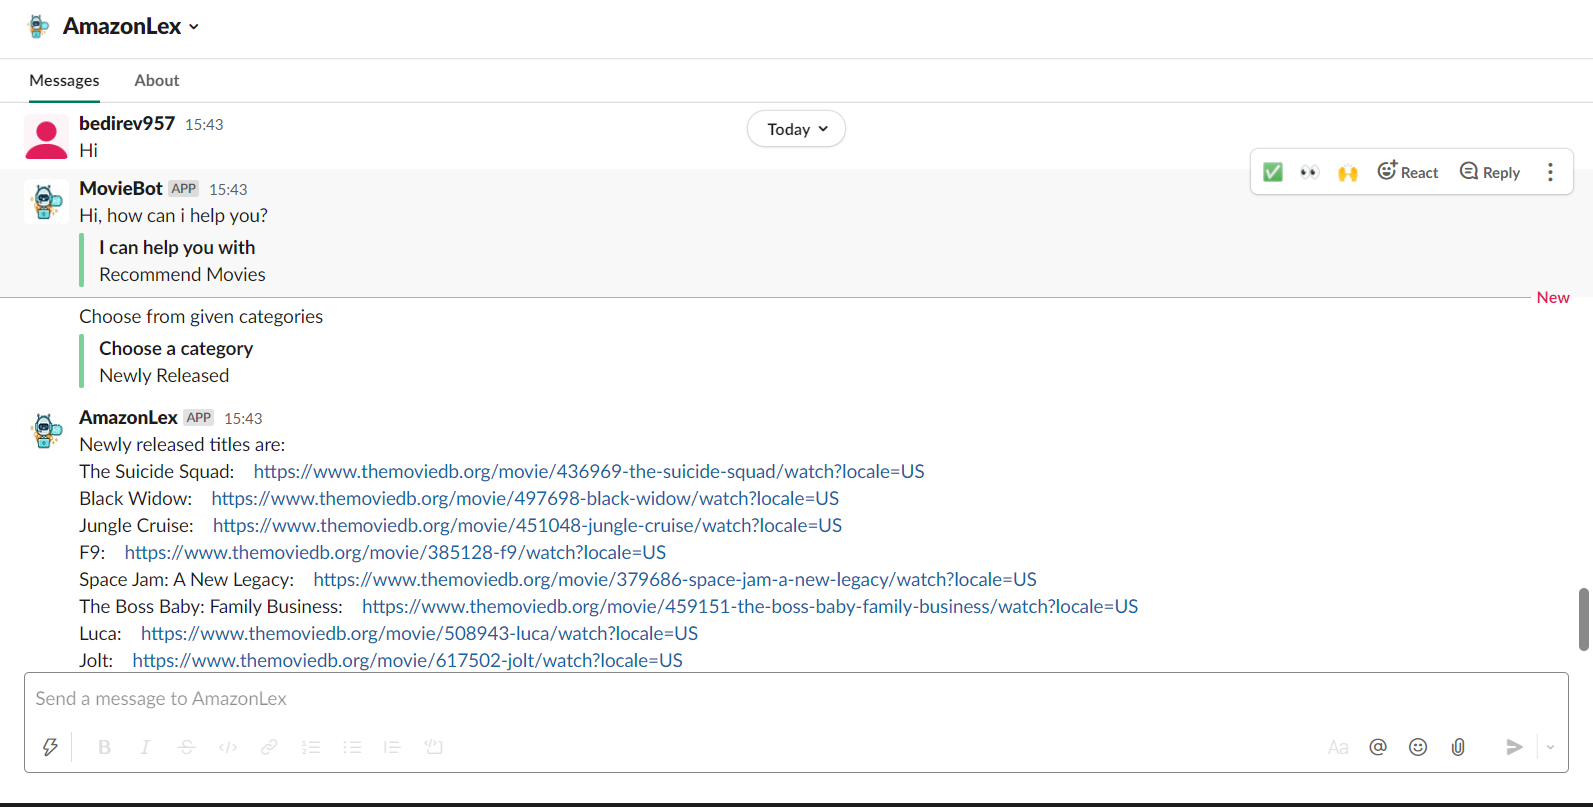 AmazonLex
Messages About
bedirev957 15:43
Today
Hi
React Reply
MovieBot APP 15:43
Hi, how can i help you?
I can help you with
Recommend Movies
New
Choose from given categories
Choose a category
Newly Released
AmazonLex APP 15:43
Newly released titles are:
The Suicide Squad: https://www.themoviedb.org/movie/436969-the-suicide-squad/watch?locale=US
Black Widow: https://www.themoviedb.org/movie/497698-black-widow/watch?locale=US
Jungle Cruise: https://www.themoviedb.org/movie/451048-jungle-cruise/watch?locale=US
F9: https://www.themoviedb.org/movie/385128-f9/watch?locale=US
Space Jam: A New Legacy: https://www.themoviedb.org/movie/379686-space-jam-a-new-legacy/watch?locale=US
The Boss Baby: Family Business: https://www.themoviedb.org/movie/459151-the-boss-baby-family-business/watch?locale=US
Luca: https://www.themoviedb.org/movie/508943-luca/watch?locale=US
Jolt: https://www.themoviedb.org/movie/617502-jolt/watch?locale=US
Send a message to AmazonLex
B I S </> Aa @